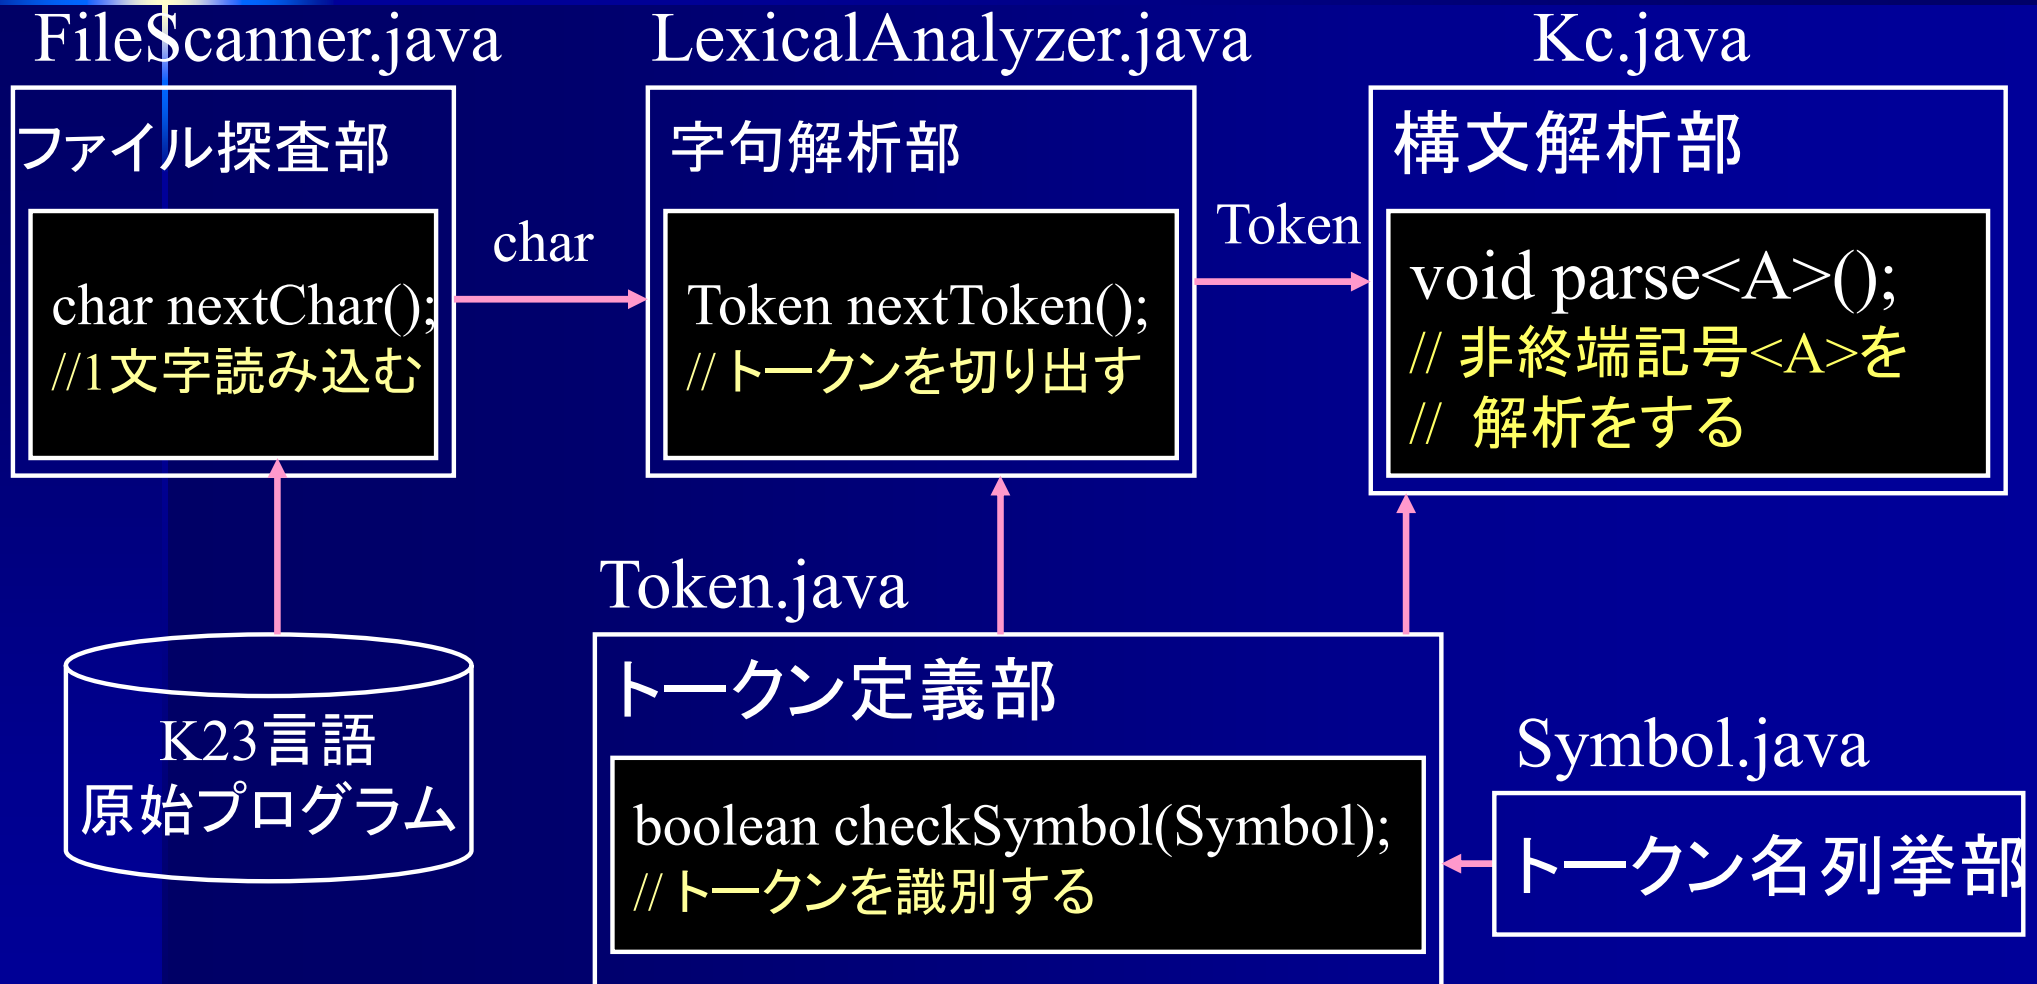 FileScanner.java
ファイル探査部
char nextChar();
//1文字読み込む
char
LexicalAnalyzer.java
字句解析部
Token nextToken();
// トークンを切り出す
Token
Kc.java
構文解析部
void parse<A>();
// 非終端記号<A>を
// 解析をする
K23言語
原始プログラム
Token.java
トークン定義部
boolean checkSymbol(Symbol);
// トークンを識別する
Symbol.java
トークン名列挙部